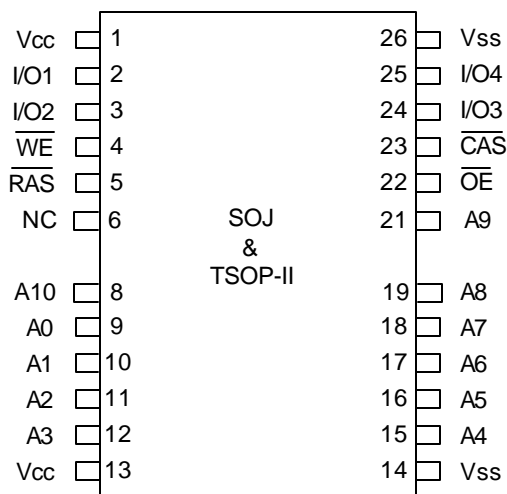 Vcc 1 26 Vss
I/O1 2 25 I/O4
I/O2 3 24 I/O3
WE 4 23 CAS
RAS 5 22 OE
NC 6 SOJ 21 A9
&
TSOP-II
A10 8 19 A8
A0 9 18 A7
A1 10 17 A6
A2 11 16 A5
A3 12 15 A4
Vcc 13 14 Vss